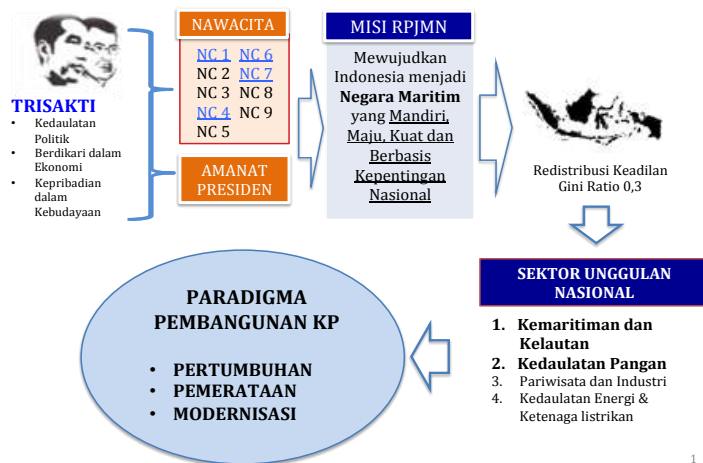 TRISAKTI
• Kedaulatan
Politik
• Berdikari dalam
Ekonomi
• Kepribadian
dalam
Kebudayaan
NAWACITA
NC 1 NC 6
NC 2 NC 7
NC 3 NC 8
NC 4 NC 9
NC 5
AMANAT
PRESIDEN
MISI RPJMN
Mewujudkan
Indonesia menjadi
Negara Maritim
yang Mandiri,
Maju, Kuat dan
Berbasis
Kepentingan
Nasional
Redistribusi Keadilan
Gini Ratio 0,3
SEKTOR UNGGULAN
NASIONAL
1. Kemaritiman dan
Kelautan
2. Kedaulatan Pangan
3. Pariwisata dan Industri
4. Kedaulatan Energi &
Ketenaga listrikan
PARADIGMA
PEMBANGUNAN KP
• PERTUMBUHAN
• PEMERATAAN
• MODERNISASI
1